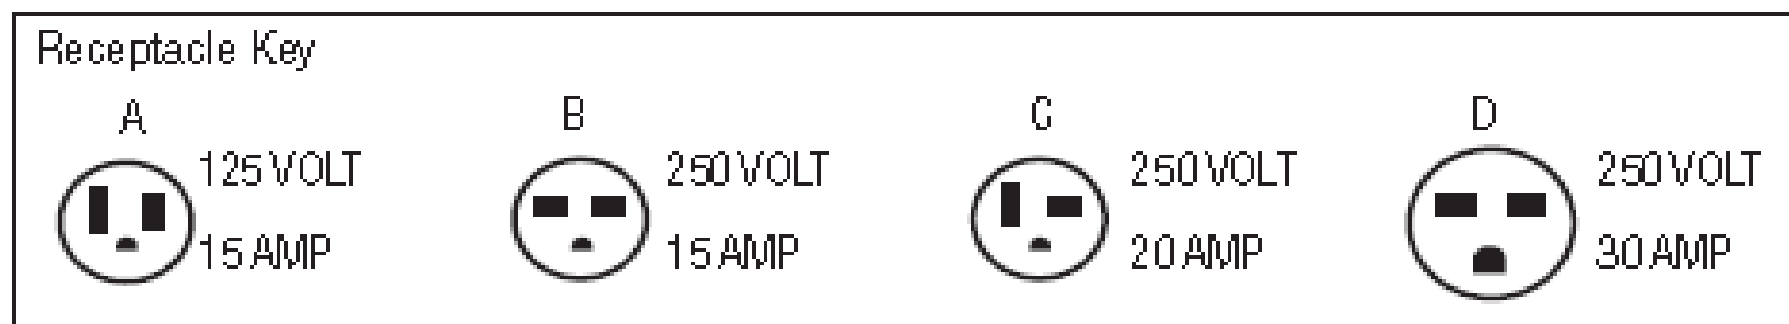 Receptacle Key
A
125 VOLT
15 AMP
B
250 VOLT
15 AMP
C
250 VOLT
20 AMP
D
250 VOLT
30 AMP